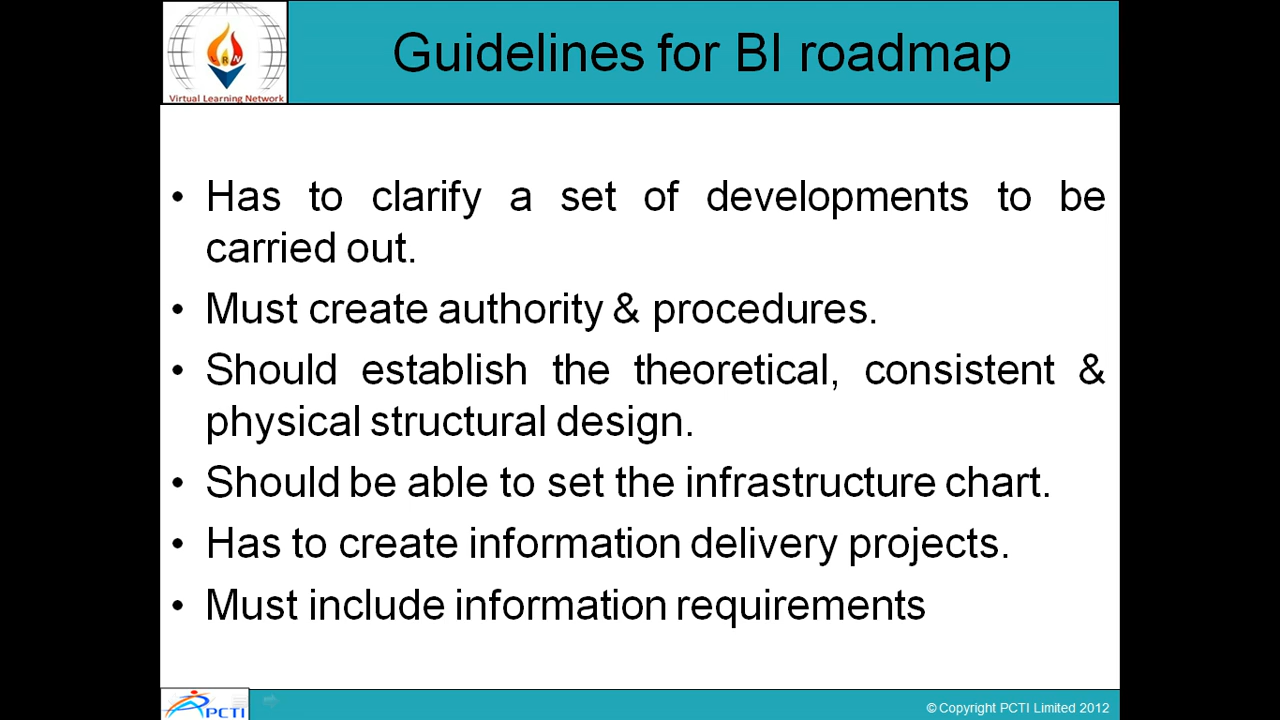 Guidelines for BI roadmap
Virtual Learning Network
• Has to clarify a set of developments to be
carried out.
• Must create authority & procedures.
• Should establish the theoretical, consistent &
physical structural design.
• Should be able to set the infrastructure chart.
• Has to create information delivery projects.
• Must include information requirements
PCTI
© Copyright PCTI Limited 2012